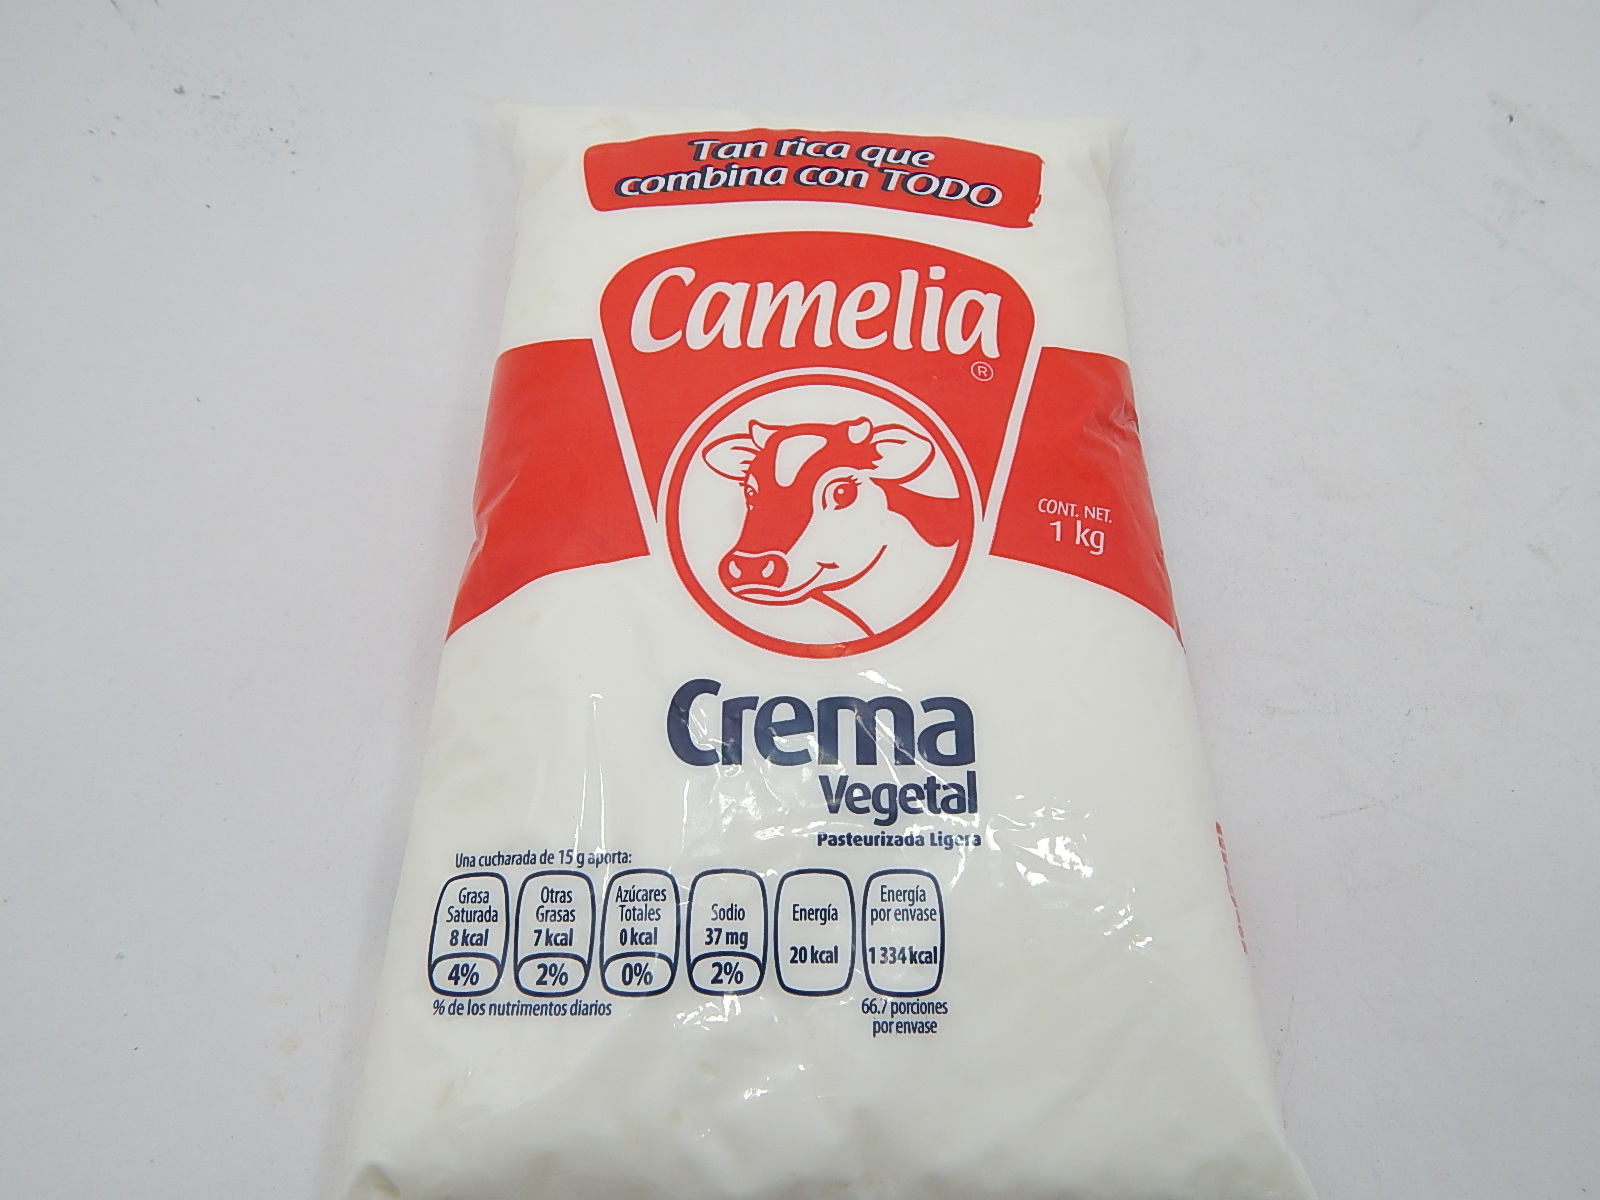 Tan rica que
combina con TODO
Camelia
®
CONT. NET.
1 kg
Crema
Vegetal
Pasteurizada Ligera
Una cucharada de 15 g aporta:
Grasa
Saturada
8 kcal
4%
Otras
Grasas
7 kcal
2%
Azúcares
Totales
0 kcal
0%
Sodio
37 mg
2%
Energía
20 kcal
Energía
por envase
1 334 kcal
% de los nutrimentos diarios
66.7 porciones
por envase